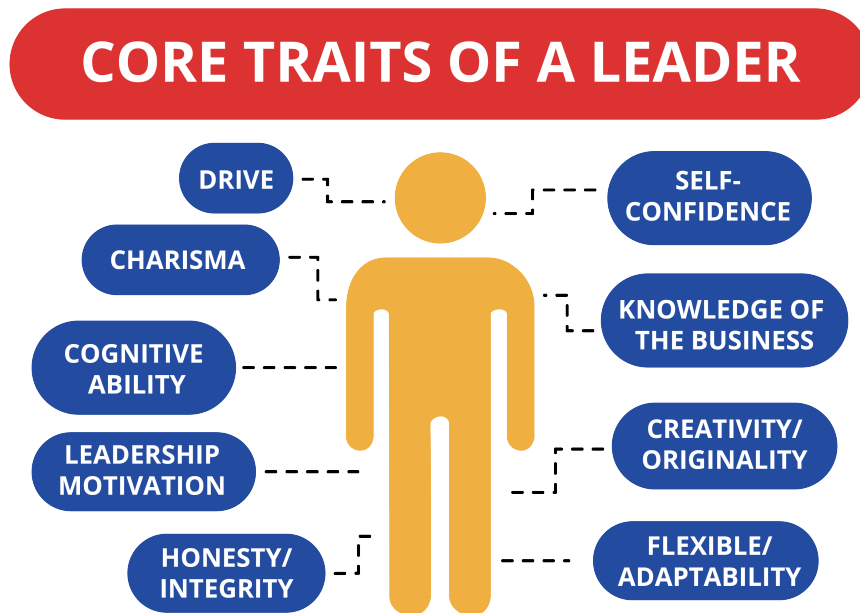 CORE TRAITS OF A LEADER
DRIVE
CHARISMA
COGNITIVE
ABILITY
LEADERSHIP
MOTIVATION
HONESTY/
INTEGRITY
SELF-
CONFIDENCE
KNOWLEDGE OF
THE BUSINESS
CREATIVITY/
ORIGINALITY
FLEXIBLE/
ADAPTABILITY